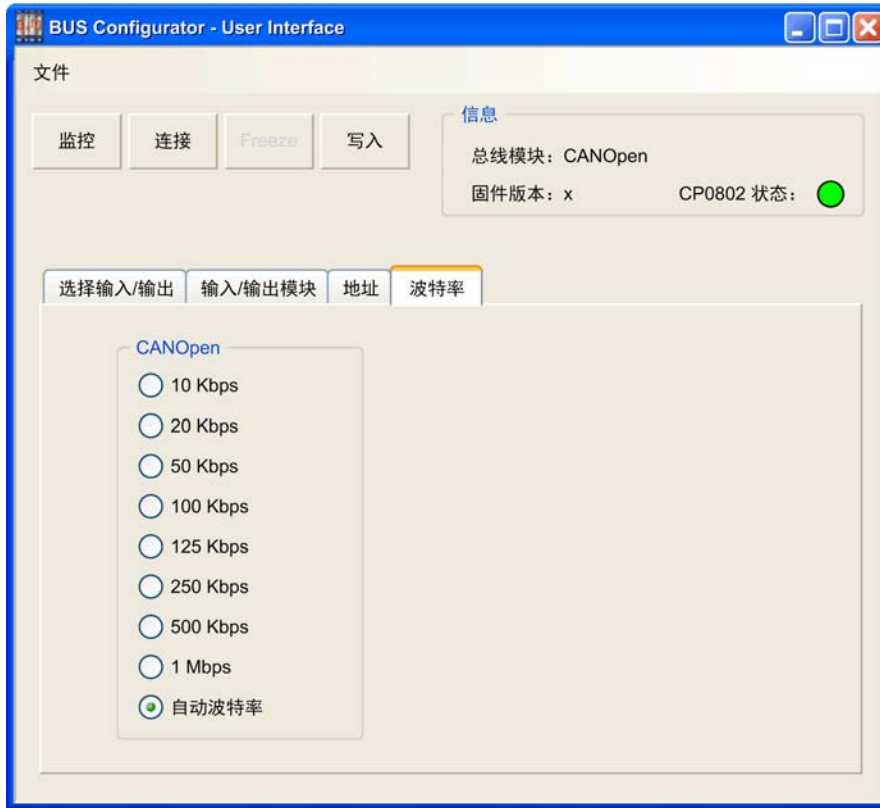 BUS Configurator - User Interface
文件
监控 连接 Freeze 写入
信息
总线模块：CANOpen
固件版本：x CP0802 状态：
选择输入/输出 输入/输出模块 地址 波特率
CANOpen
10 Kbps
20 Kbps
50 Kbps
100 Kbps
125 Kbps
250 Kbps
500 Kbps
1 Mbps
自动波特率